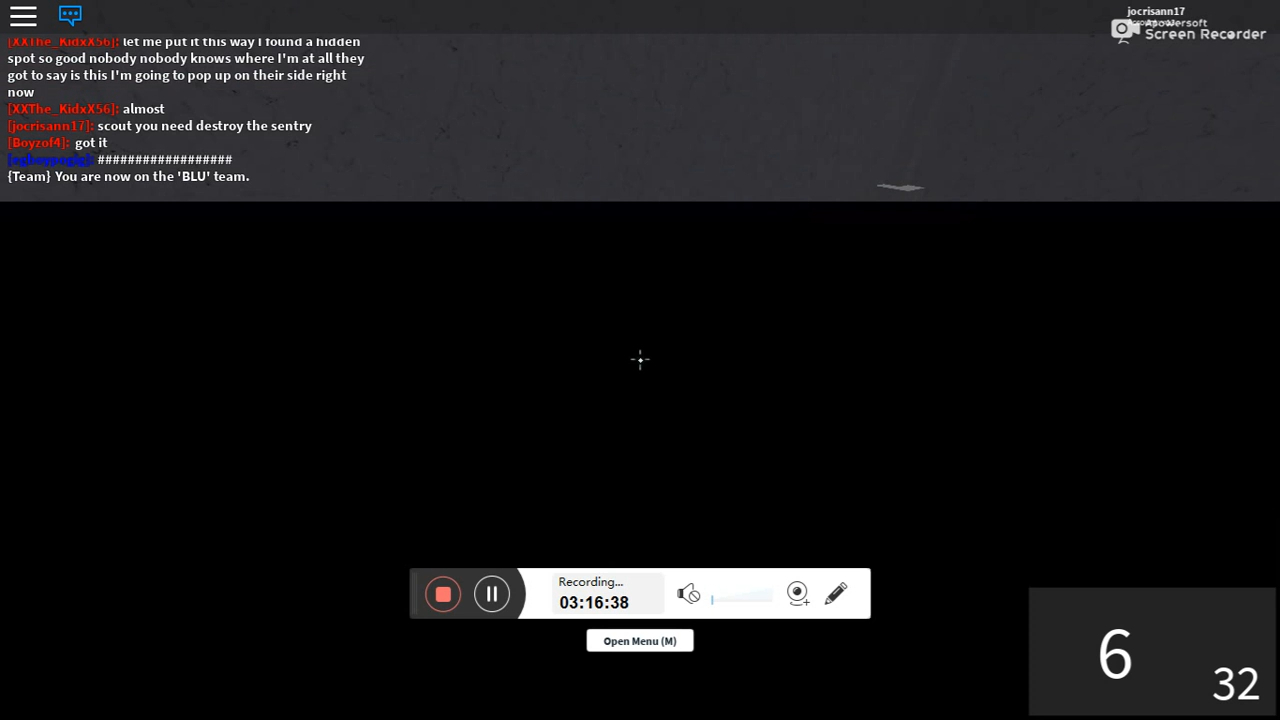 jocrisann17
Apowersoft
Screen Recorder
[XXThe_KidxX56]: let me put it this way I found a hidden
spot so good nobody nobody knows where I'm at all they
got to say is this I'm going to pop up on their side right
now
[XXThe_KidxX56]: almost
[jocrisann17]: scout you need destroy the sentry
[Boyzof4]: got it
##################
{Team} You are now on the 'BLU' team.
Recording...
03:16:38
Open Menu (M)
6
32